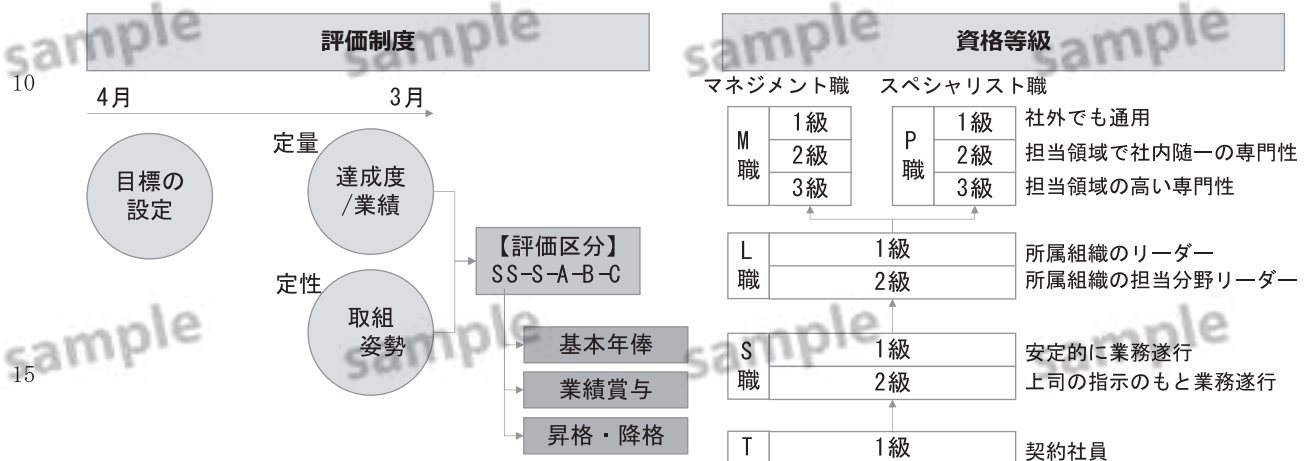 評価制度
4月 3月
目標の
設定
定量
達成度
/業績
定性
取組
姿勢
【評価区分】
SS-S-A-B-C
基本年俸
業績賞与
昇格・降格
資格等級
マネジメント職 スペシャリスト職
M
職
1級
2級
3級
P
職
1級 社外でも通用
2級 担当領域で社内随一の専門性
3級 担当領域の高い専門性
L
職
1級 所属組織のリーダー
2級 所属組織の担当分野リーダー
S
職
1級 安定的に業務遂行
2級 上司の指示のもと業務遂行
T
1級 契約社員
10
15
sample
sample
sample
sample
sample
sample
sample
sample